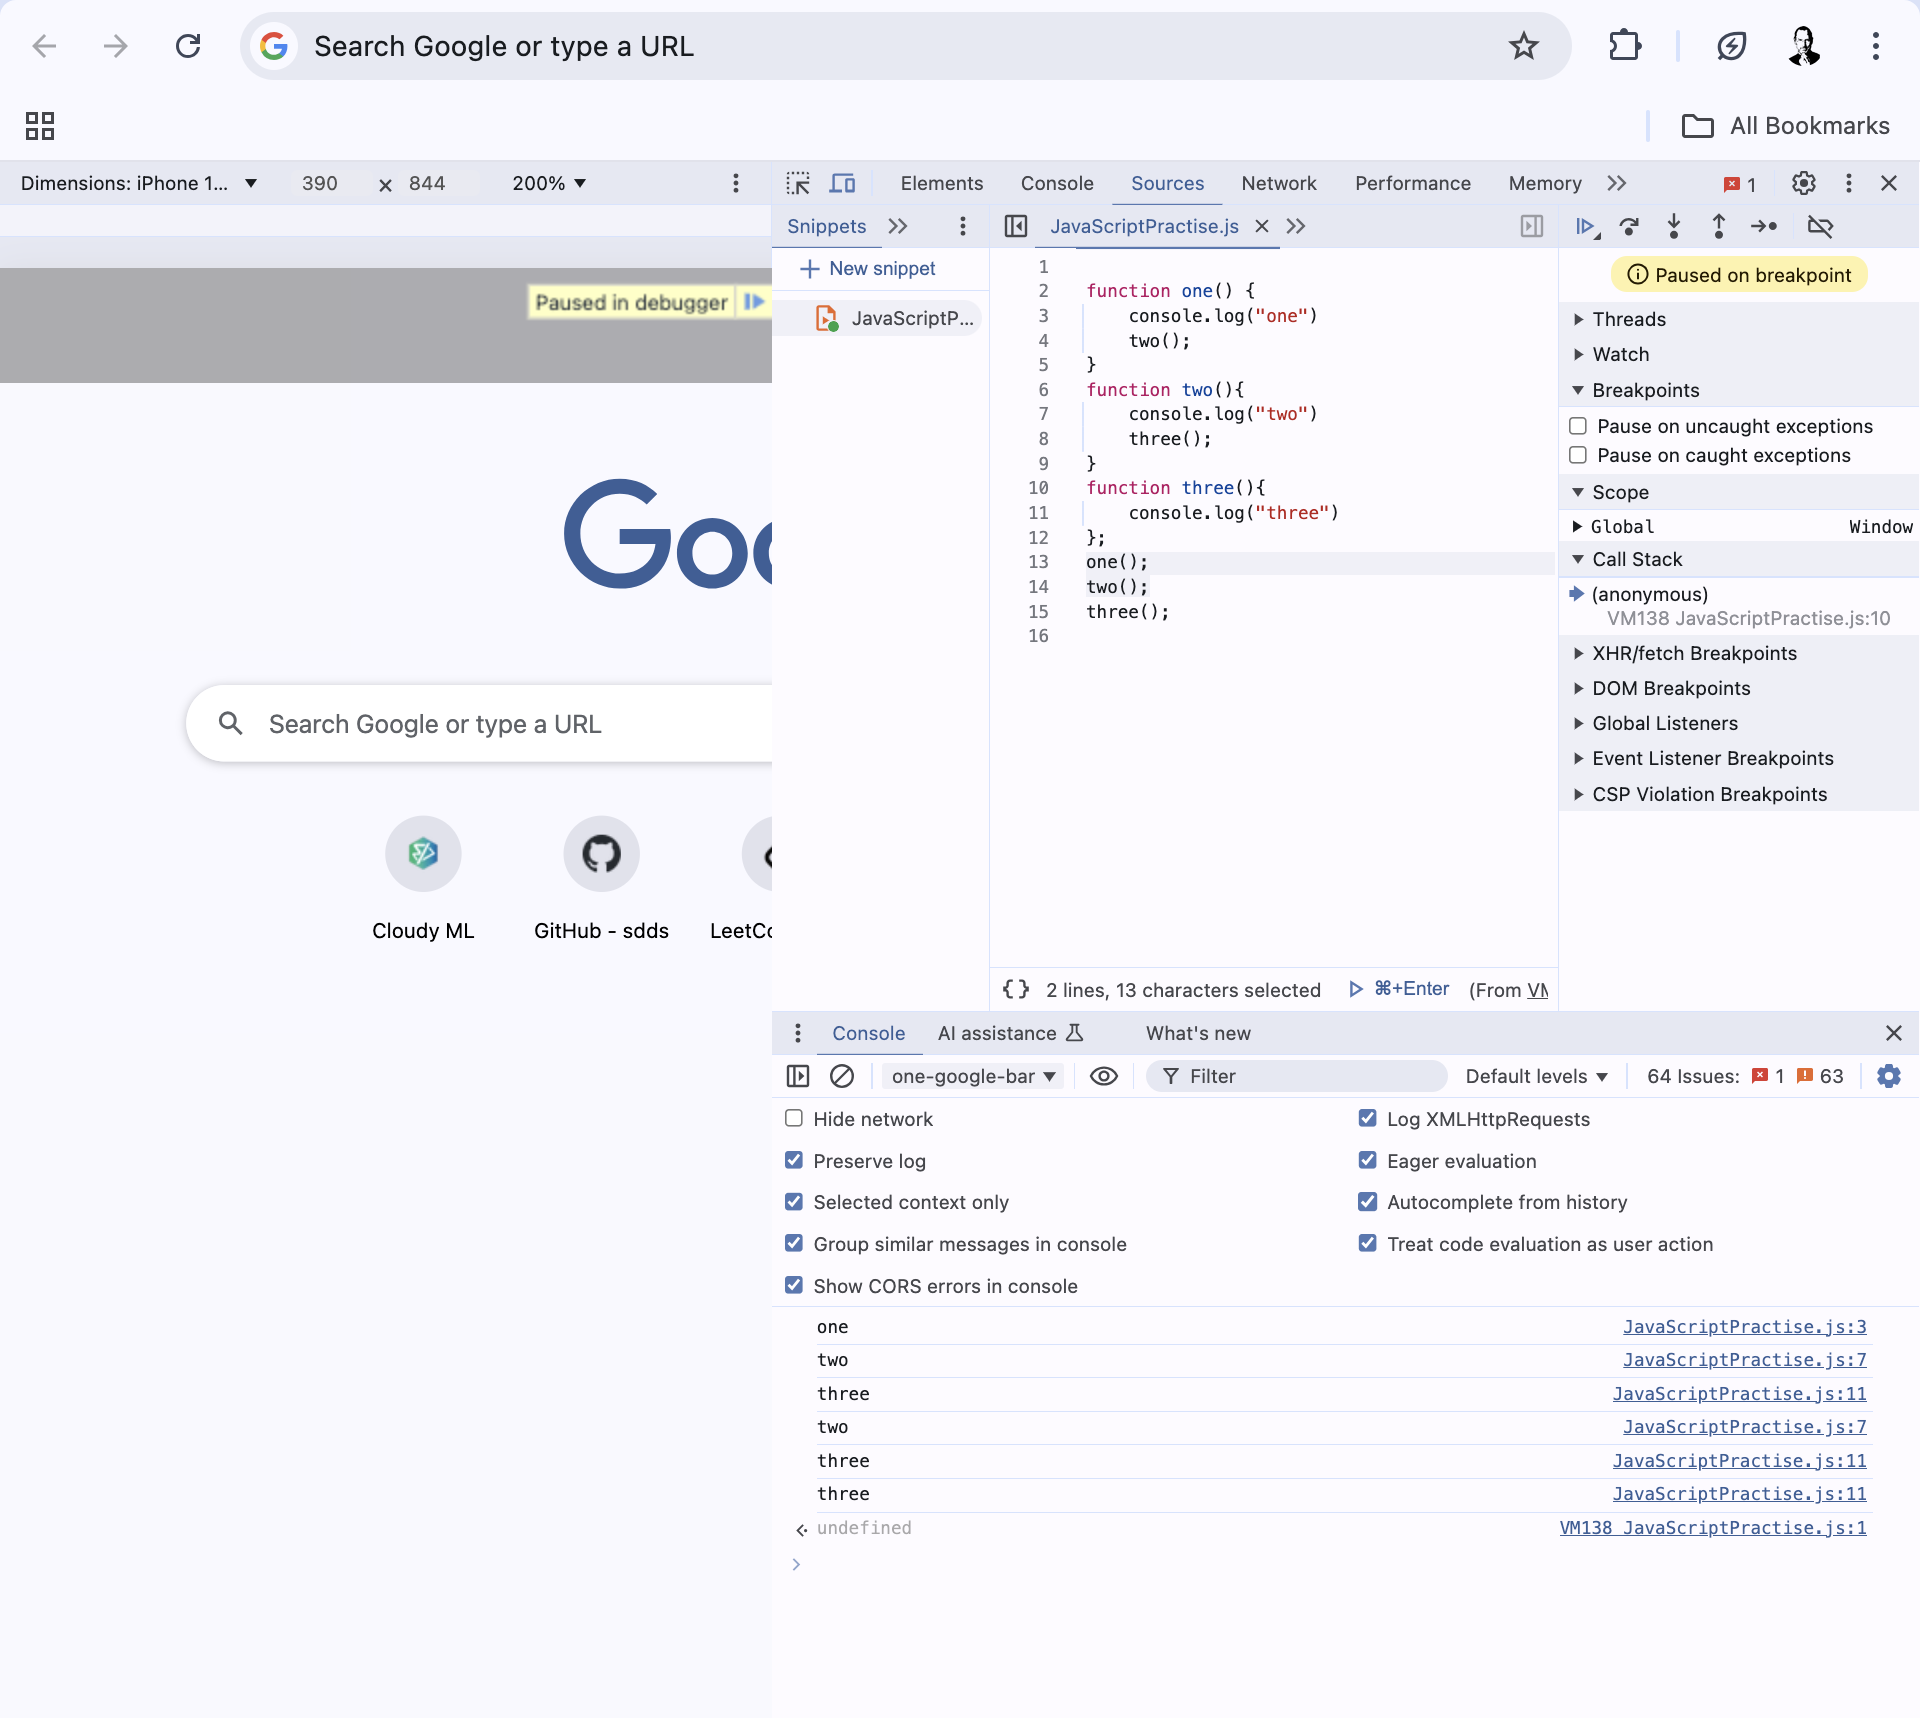 Search Google or type a URL
All Bookmarks
Dimensions: iPhone 1... 390 × 844 200%
Elements Console Sources Network Performance Memory 1
Snippets
JavaScriptPractise.js
New snippet
JavaScriptP...
Paused in debugger
Search Google or type a URL
Cloudy ML
GitHub - sdds
1
2 function one() {
3 console.log("one")
4 two();
5 }
6 function two(){
7 console.log("two")
8 three();
9 }
10 function three(){
11 console.log("three")
12 };
13 one();
14 two();
15 three();
16
{} 2 lines, 13 characters selected ⌘+Enter (From
Paused on breakpoint
Threads
Watch
Breakpoints
Pause on uncaught exceptions
Pause on caught exceptions
Scope
Global Window
Call Stack
(anonymous)
VM138 JavaScriptPractise.js:10
XHR/fetch Breakpoints
DOM Breakpoints
Global Listeners
Event Listener Breakpoints
CSP Violation Breakpoints
Console AI assistance What's new
one-google-bar Filter Default levels 64 Issues: 1 63
Hide network Log XMLHttpRequests
Preserve log Eager evaluation
Selected context only Autocomplete from history
Group similar messages in console Treat code evaluation as user action
Show CORS errors in console
one JavaScriptPractise.js:3
two JavaScriptPractise.js:7
three JavaScriptPractise.js:11
two JavaScriptPractise.js:7
three JavaScriptPractise.js:11
three JavaScriptPractise.js:11
undefined VM138 JavaScriptPractise.js:1